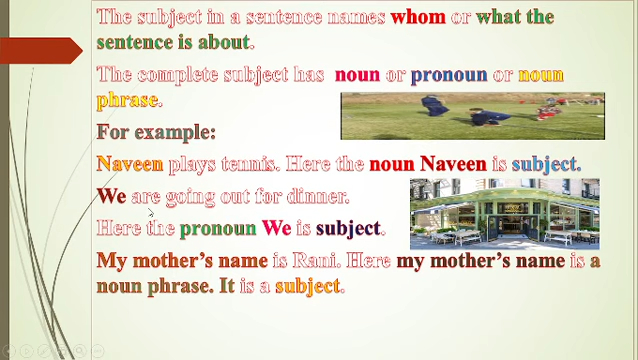 The subject in a sentence names whom or what the
sentence is about.
The complete subject has noun or pronoun or noun
phrase.
For example:
Naveen plays tennis. Here the noun Naveen is subject.
We are going out for dinner.
Here the pronoun We is subject.
My mother's name is Rani. Here my mother's name is a
noun phrase. It is a subject.